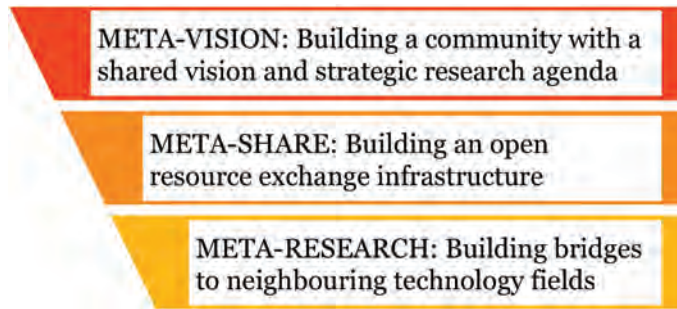 META-VISION: Building a community with a
shared vision and strategic research agenda
META-SHARE: Building an open
resource exchange infrastructure
META-RESEARCH: Building bridges
to neighbouring technology fields